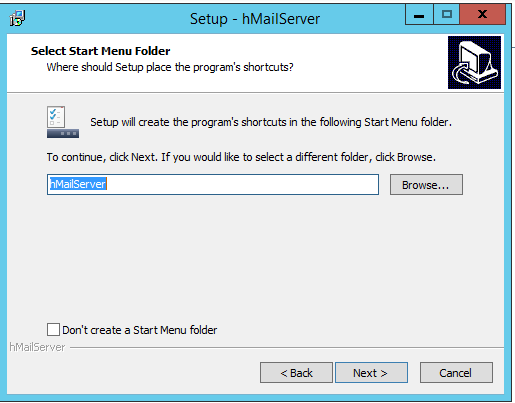 Setup - hMailServer
Select Start Menu Folder
Where should Setup place the program's shortcuts?
Setup will create the program's shortcuts in the following Start Menu folder.
To continue, click Next. If you would like to select a different folder, click Browse.
hMailServer
Browse...
Don't create a Start Menu folder
hMailServer
< Back
Next >
Cancel